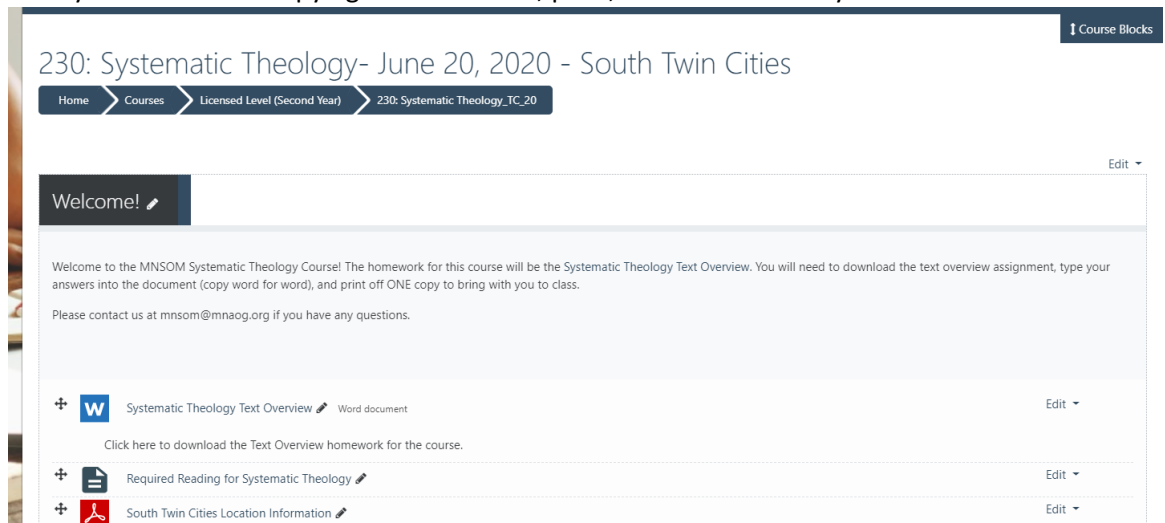 Course Blocks
230: Systematic Theology- June 20, 2020 - South Twin Cities
Home Courses Licensed Level (Second Year) 230: Systematic Theology_TC_20
Edit
Welcome!
Welcome to the MNSOM Systematic Theology Course! The homework for this course will be the Systematic Theology Text Overview. You will need to download the text overview assignment, type your
answers into the document (copy word for word), and print off ONE copy to bring with you to class.
Please contact us at mnsom@mnaog.org if you have any questions.
W Systematic Theology Text Overview Word document Edit
Click here to download the Text Overview homework for the course.
Required Reading for Systematic Theology Edit
South Twin Cities Location Information Edit